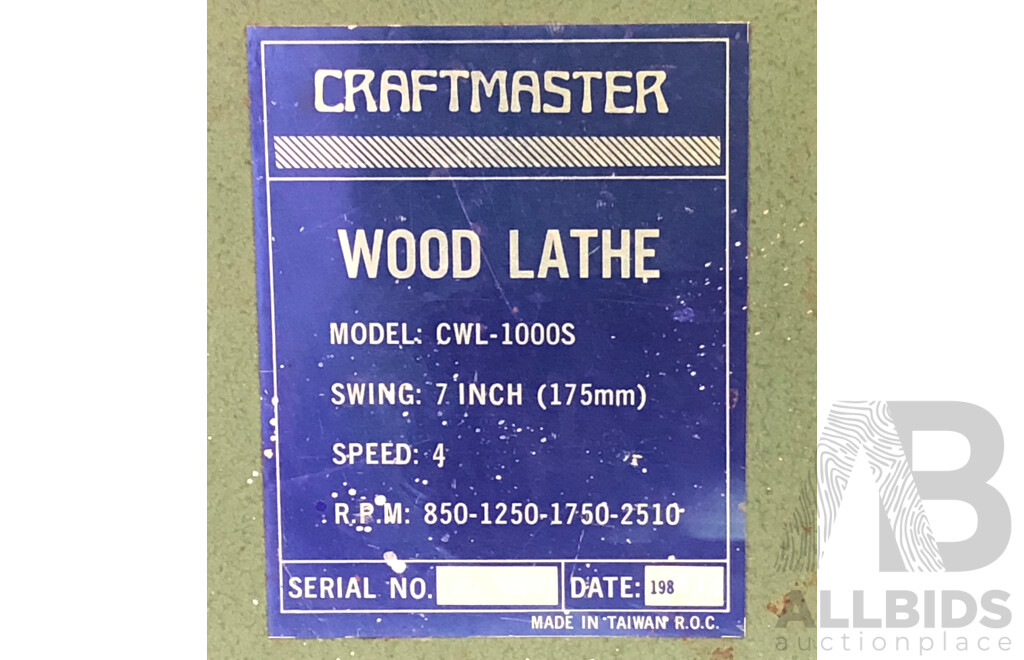 CRAFTMASTER
WOOD LATHE
MODEL: CWL-1000S
SWING: 7 INCH (175mm)
SPEED: 4
R.P.M: 850-1250-1750-2510
SERIAL NO. DATE: 198
MADE IN TAIWAN R.O.C.
AB
ALLBIDS
auctionplace